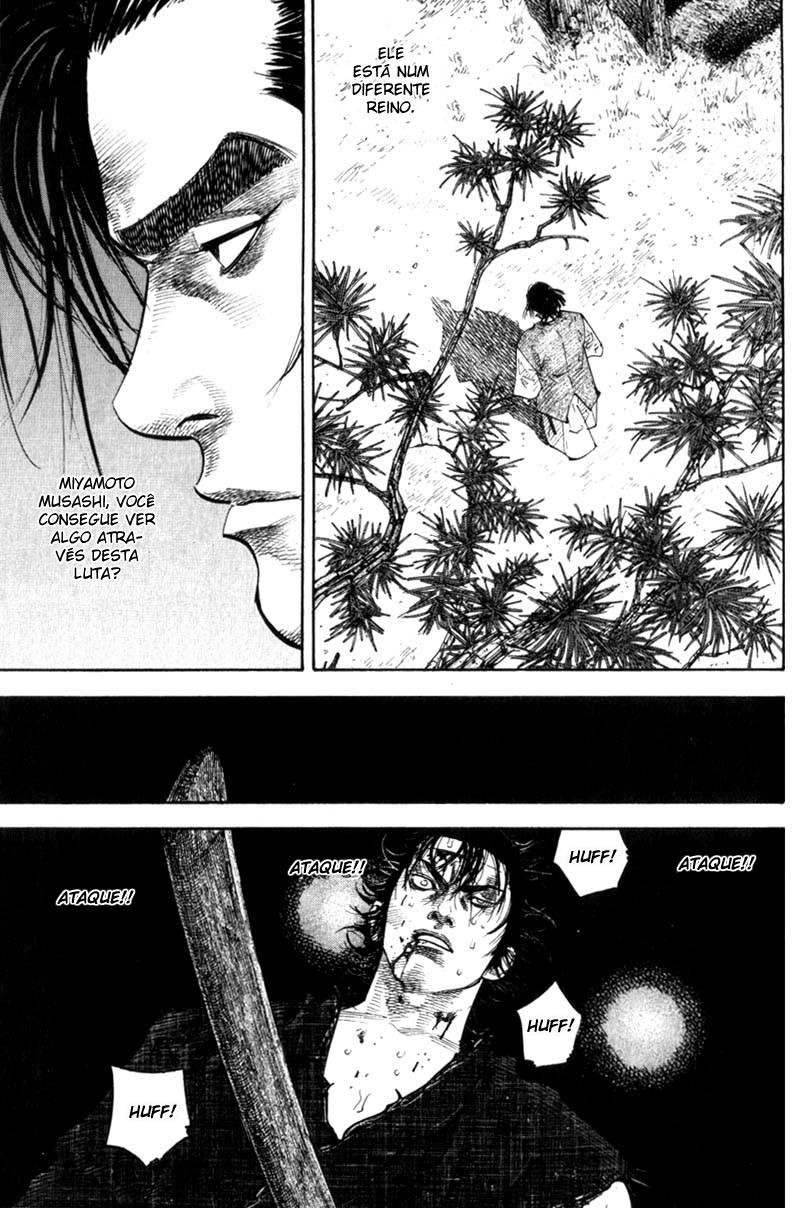 ELE
ESTÁ NUM
DIFERENTE
REINO.
MIYAMOTO
MUSASHI, VOCÊ
CONSEGUE VER
ALGO ATRA-
VÉS DESTA
LUTA?
HUFF!
ATAQUE!!
ATAQUE!!
ATAQUE!!
HUFF!
HUFF!